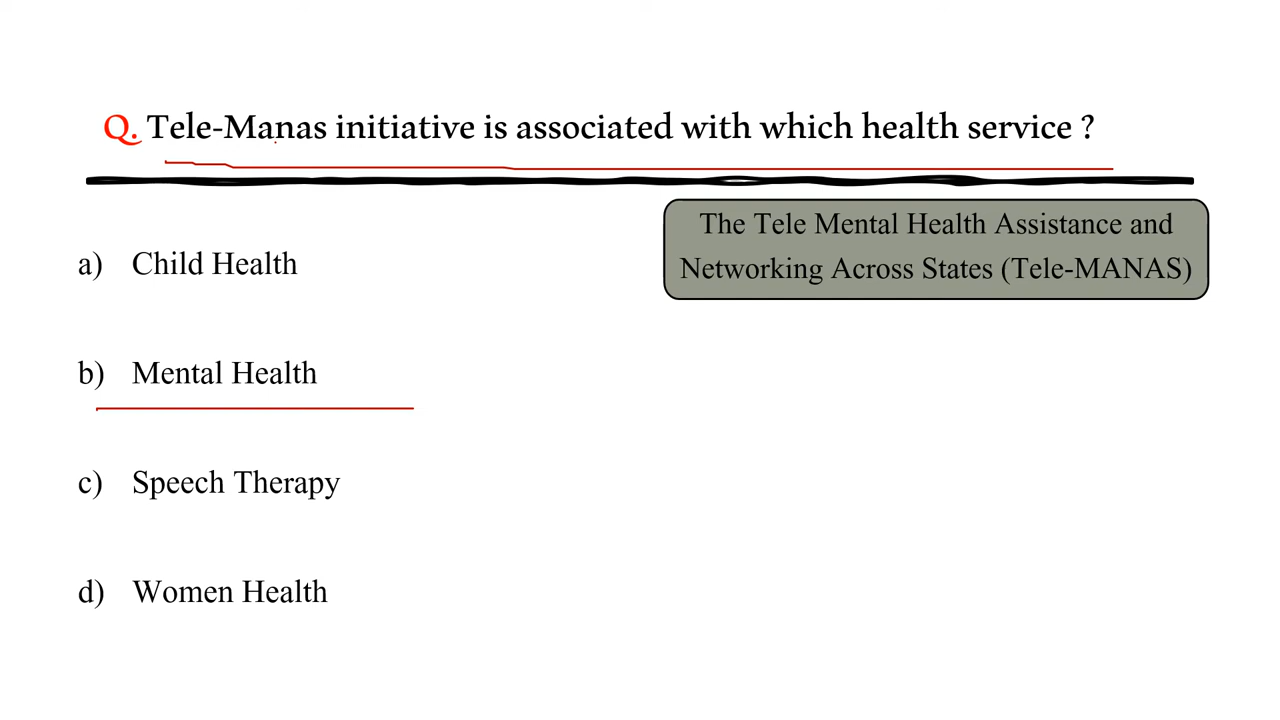 Q. Tele-Manas initiative is associated with which health service ?
The Tele Mental Health Assistance and
Networking Across States (Tele-MANAS)
a) Child Health
b) Mental Health
c) Speech Therapy
d) Women Health